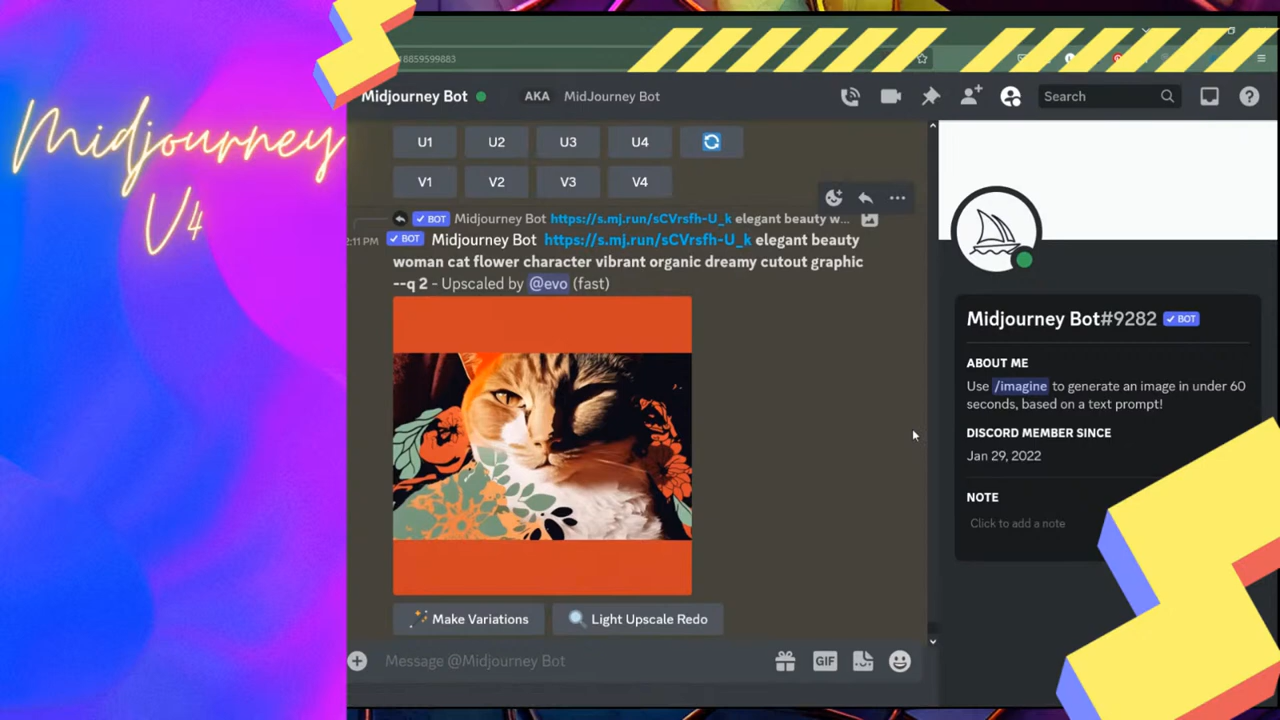 Midjourney
V4
18859599883
Midjourney Bot AKA MidJourney Bot
Search
U1 U2 U3 U4
V1 V2 V3 V4
BOT Midjourney Bot https://s.mj.run/sCVrsfh-U_k elegant beauty w...
2:11 PM BOT Midjourney Bot https://s.mj.run/sCVrsfh-U_k elegant beauty
woman cat flower character vibrant organic dreamy cutout graphic
--q 2 - Upscaled by @evo (fast)
Make Variations Light Upscale Redo
Message @Midjourney Bot
GIF
Midjourney Bot#9282 BOT
ABOUT ME
Use /imagine to generate an image in under 60
seconds, based on a text prompt!
DISCORD MEMBER SINCE
Jan 29, 2022
NOTE
Click to add a note